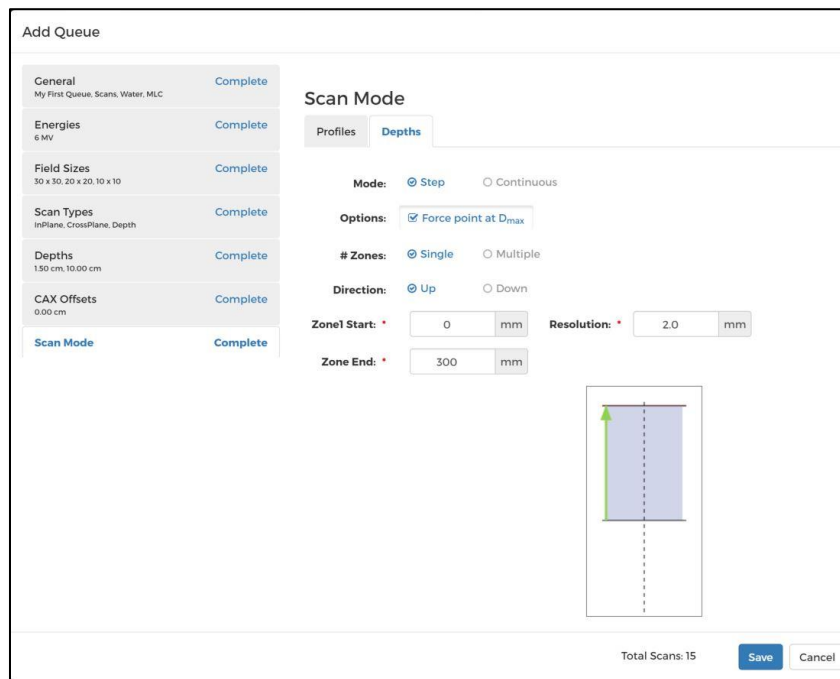 Add Queue
General Complete
My First Queue, Scans, Water, MLC
Energies Complete
6 MV
Field Sizes Complete
30 x 30, 20 x 20, 10 x 10
Scan Types Complete
InPlane, CrossPlane, Depth
Depths Complete
1.50 cm, 10.00 cm
CAX Offsets Complete
0.00 cm
Scan Mode Complete
Scan Mode
Profiles Depths
Mode: Step Continuous
Options: Force point at Dmax
# Zones: Single Multiple
Direction: Up Down
Zone1 Start: * 0 mm Resolution: * 2.0 mm
Zone End: * 300 mm
Total Scans: 15 Save Cancel